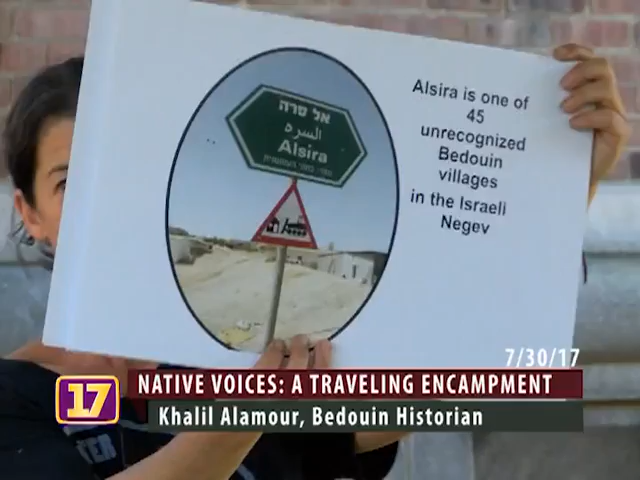 אל סרה
السره
Alsira
Alsira is one of
45
unrecognized
Bedouin
villages
in the Israeli
Negev
7/30/17
17
NATIVE VOICES: A TRAVELING ENCAMPMENT
Khalil Alamour, Bedouin Historian